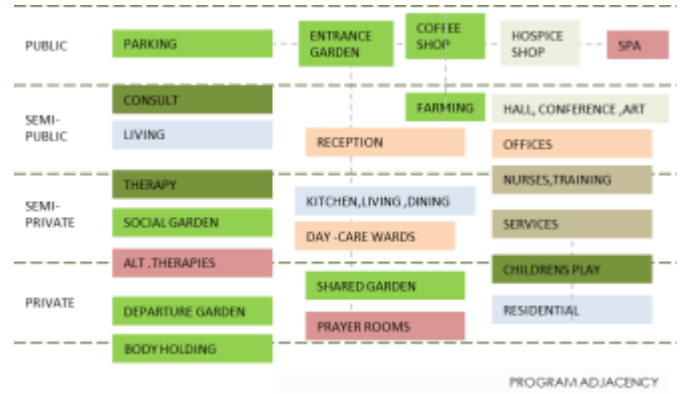 PUBLIC
PARKING
ENTRANCE
GARDEN
COFFEE
SHOP
HOSPICE
SHOP
SPA
SEMI-
PUBLIC
CONSULT
LIVING
FARMING
HALL, CONFERENCE ,ART
RECEPTION
OFFICES
SEMI-
PRIVATE
THERAPY
SOCIAL GARDEN
ALT .THERAPIES
KITCHEN,LIVING ,DINING
DAY -CARE WARDS
NURSES,TRAINING
SERVICES
CHILDRENS PLAY
PRIVATE
DEPARTURE GARDEN
BODY HOLDING
SHARED GARDEN
PRAYER ROOMS
RESIDENTIAL
PROGRAM ADJACENCY